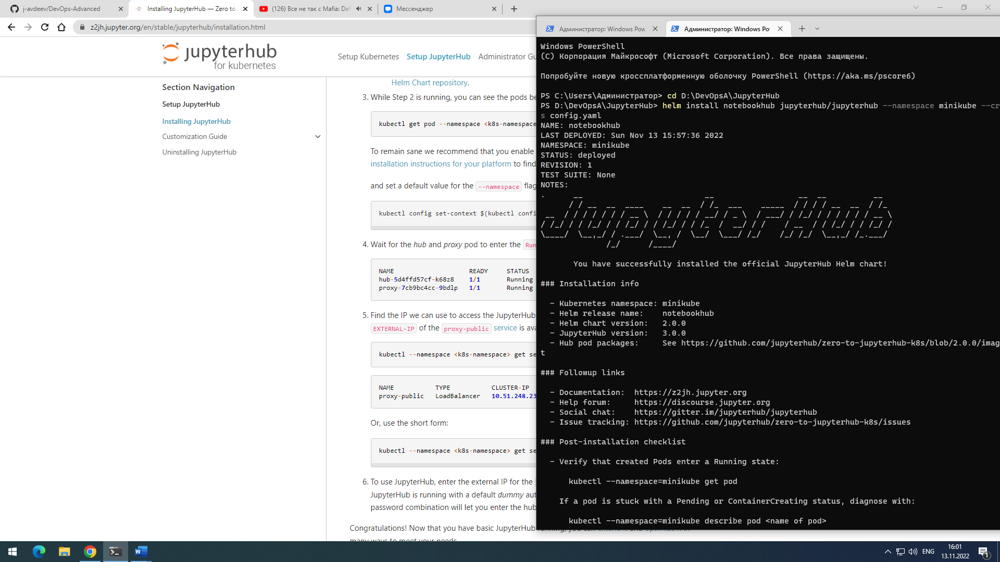 j-avdeev/DevOps-Advanced
Installing JupyterHub — Zero to
(126) Все не так с Mafia: Def
Мессенджер
z2jh.jupyter.org/en/stable/jupyterhub/installation.html
jupyterhub
for kubernetes
Setup Kubernetes
Setup JupyterHub
Administrator Gu
Section Navigation
Setup JupyterHub
Installing JupyterHub
Customization Guide
Uninstalling JupyterHub
Helm Chart repository.
3. While Step 2 is running, you can see the pods be
kubectl get pod --namespace <k8s-namespace
To remain sane we recommend that you enable
installation instructions for your platform to find
and set a default value for the --namespace flag
kubectl config set-context $(kubectl confi
4. Wait for the hub and proxy pod to enter the Run
NAME READY STATUS
hub-5d4ffd57cf-k68z8 1/1 Running
proxy-7cb9bc4cc-9bdlp 1/1 Running
5. Find the IP we can use to access the JupyterHub
EXTERNAL-IP of the proxy-public service is ava
kubectl --namespace <k8s-namespace> get se
NAME TYPE CLUSTER-IP
proxy-public LoadBalancer 10.51.248.23
Or, use the short form:
kubectl --namespace <k8s-namespace> get se
6. To use JupyterHub, enter the external IP for the
JupyterHub is running with a default dummy aut
password combination will let you enter the hub
Congratulations! Now that you have basic JupyterHub running, you can extend it and optimize it in
many ways to meet your needs.
Администратор: Windows Pow
Администратор: Windows Po
Windows PowerShell
(C) Корпорация Майкрософт (Microsoft Corporation). Все права защищены.
Попробуйте новую кроссплатформенную оболочку PowerShell (https://aka.ms/pscore6)
PS C:\Users\Администратор> cd D:\DevOpsA\JupyterHub
PS D:\DevOpsA\JupyterHub> helm install notebookhub jupyterhub/jupyterhub --namespace minikube --cr
s config.yaml
NAME: notebookhub
LAST DEPLOYED: Sun Nov 13 15:57:36 2022
NAMESPACE: minikube
STATUS: deployed
REVISION: 1
TEST SUITE: None
NOTES:
JupyterHub
You have successfully installed the official JupyterHub Helm chart!
### Installation info
- Kubernetes namespace: minikube
- Helm release name: notebookhub
- Helm chart version: 2.0.0
- JupyterHub version: 3.0.0
- Hub pod packages: See https://github.com/jupyterhub/zero-to-jupyterhub-k8s/blob/2.0.0/imag
t
### Followup links
- Documentation: https://z2jh.jupyter.org
- Help forum: https://discourse.jupyter.org
- Social chat: https://gitter.im/jupyterhub/jupyterhub
- Issue tracking: https://github.com/jupyterhub/zero-to-jupyterhub-k8s/issues
### Post-installation checklist
- Verify that created Pods enter a Running state:
kubectl --namespace=minikube get pod
If a pod is stuck with a Pending or ContainerCreating status, diagnose with:
kubectl --namespace=minikube describe pod <name of pod>
ENG
16:01
13.11.2022
1